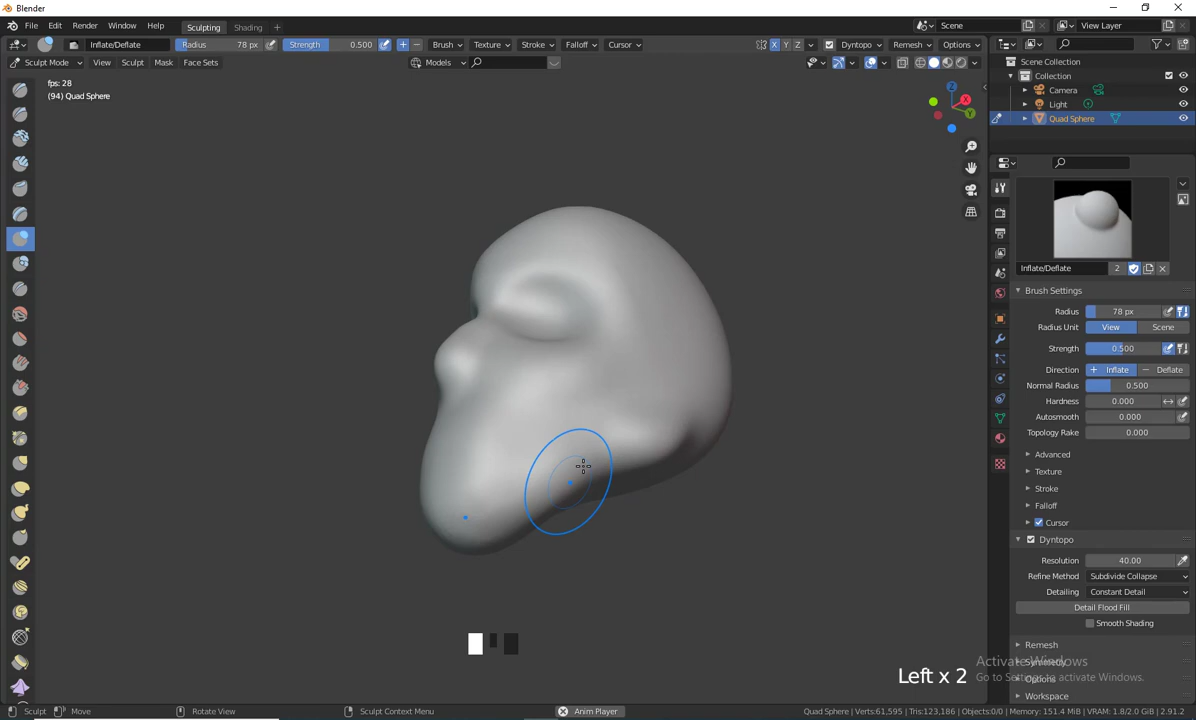 Blender
File Edit Render Window Help Sculpting Shading + Scene View Layer
Inflate/Deflate Radius 78 px Strength 0.500 + − Brush Texture Stroke Falloff Cursor X Y Z Dyntopo Remesh Options
Sculpt Mode View Sculpt Mask Face Sets Models
Scene Collection
Collection
Camera
Light
Quad Sphere
fps: 28
(94) Quad Sphere
Z
X
Y
Inflate/Deflate 2
Brush Settings
Radius 78 px
Radius Unit View Scene
Strength 0.500
Direction + Inflate − Deflate
Normal Radius 0.500
Hardness 0.000
Autosmooth 0.000
Topology Rake 0.000
Advanced
Texture
Stroke
Falloff
Cursor
Dyntopo
Resolution 40.00
Refine Method Subdivide Collapse
Detailing Constant Detail
Detail Flood Fill
Smooth Shading
Remesh
Symmetry
Options
Workspace
Activate Windows
Go to Settings to activate Windows.
Left x 2
Sculpt Move Rotate View Sculpt Context Menu Anim Player Quad Sphere | Verts:61,595 | Tris:123,186 | Objects:0/0 | Memory: 151.4 MiB | VRAM: 1.8/2.0 GiB | 2.91.2